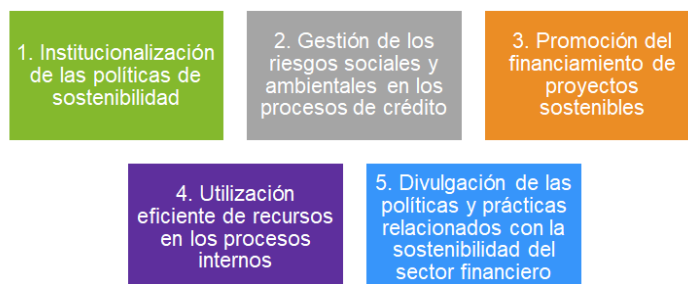 1. Institucionalización
de las políticas de
sostenibilidad
2. Gestión de los
riesgos sociales y
ambientales en los
procesos de crédito
3. Promoción del
financiamiento de
proyectos
sostenibles
4. Utilización
eficiente de recursos
en los procesos
internos
5. Divulgación de las
políticas y prácticas
relacionados con la
sostenibilidad del
sector financiero